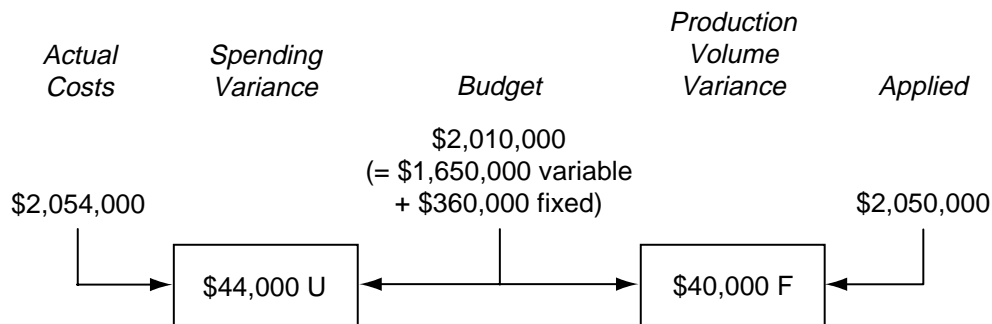 Actual
Costs
Spending
Variance
Budget
Production
Volume
Variance
Applied
$2,054,000
$2,010,000
(= $1,650,000 variable
+ $360,000 fixed)
$2,050,000
$44,000 U
$40,000 F